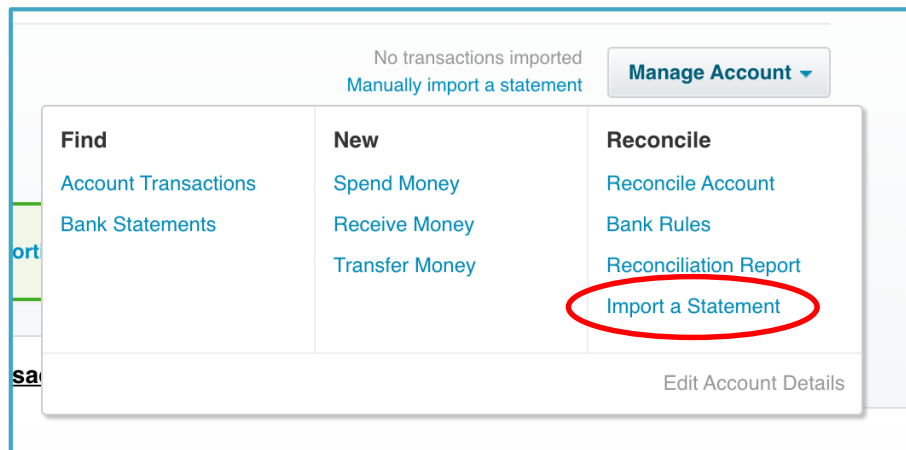 No transactions imported
Manually import a statement
Manage Account
Find
Account Transactions
Bank Statements
New
Spend Money
Receive Money
Transfer Money
Reconcile
Reconcile Account
Bank Rules
Reconciliation Report
Import a Statement
Edit Account Details